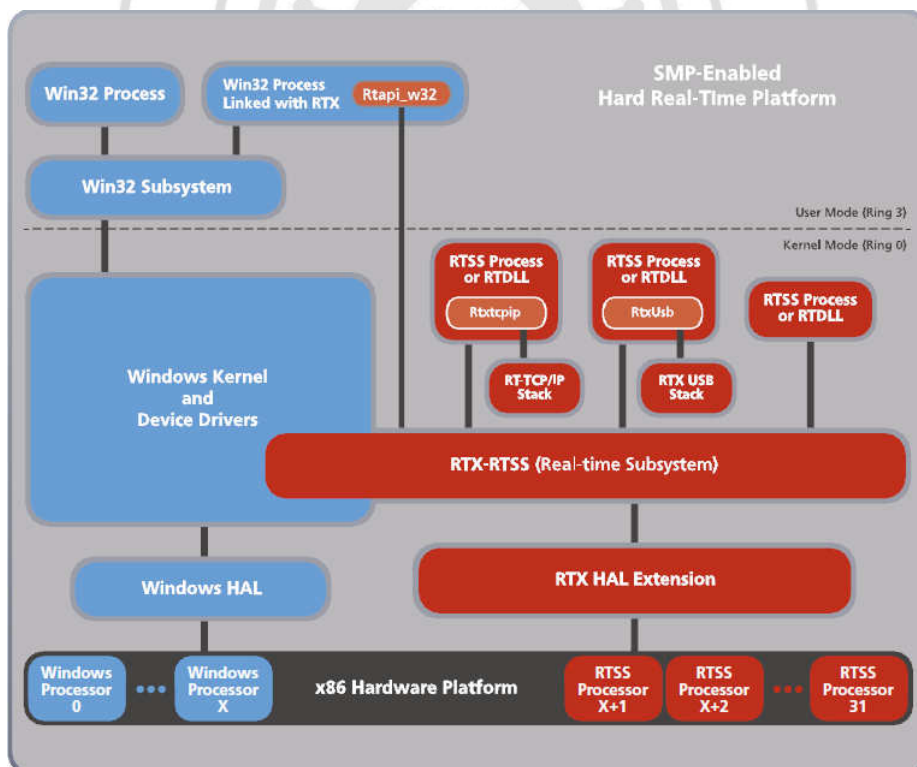 SMP-Enabled
Hard Real-Time Platform
Win32 Process
Win32 Process
Linked with RTX
Rtapi_w32
Win32 Subsystem
User Mode (Ring 3)
Kernel Mode (Ring 0)
RTSS Process
or RTDLL
Rtxtcpip
RTSS Process
or RTDLL
RtxUsb
RTSS Process
or RTDLL
RT-TCP/IP
Stack
RTX USB
Stack
Windows Kernel
and
Device Drivers
RTX-RTSS (Real-time Subsystem)
Windows HAL
RTX HAL Extension
Windows
Processor
0
Windows
Processor
X
x86 Hardware Platform
RTSS
Processor
X+1
RTSS
Processor
X+2
RTSS
Processor
31